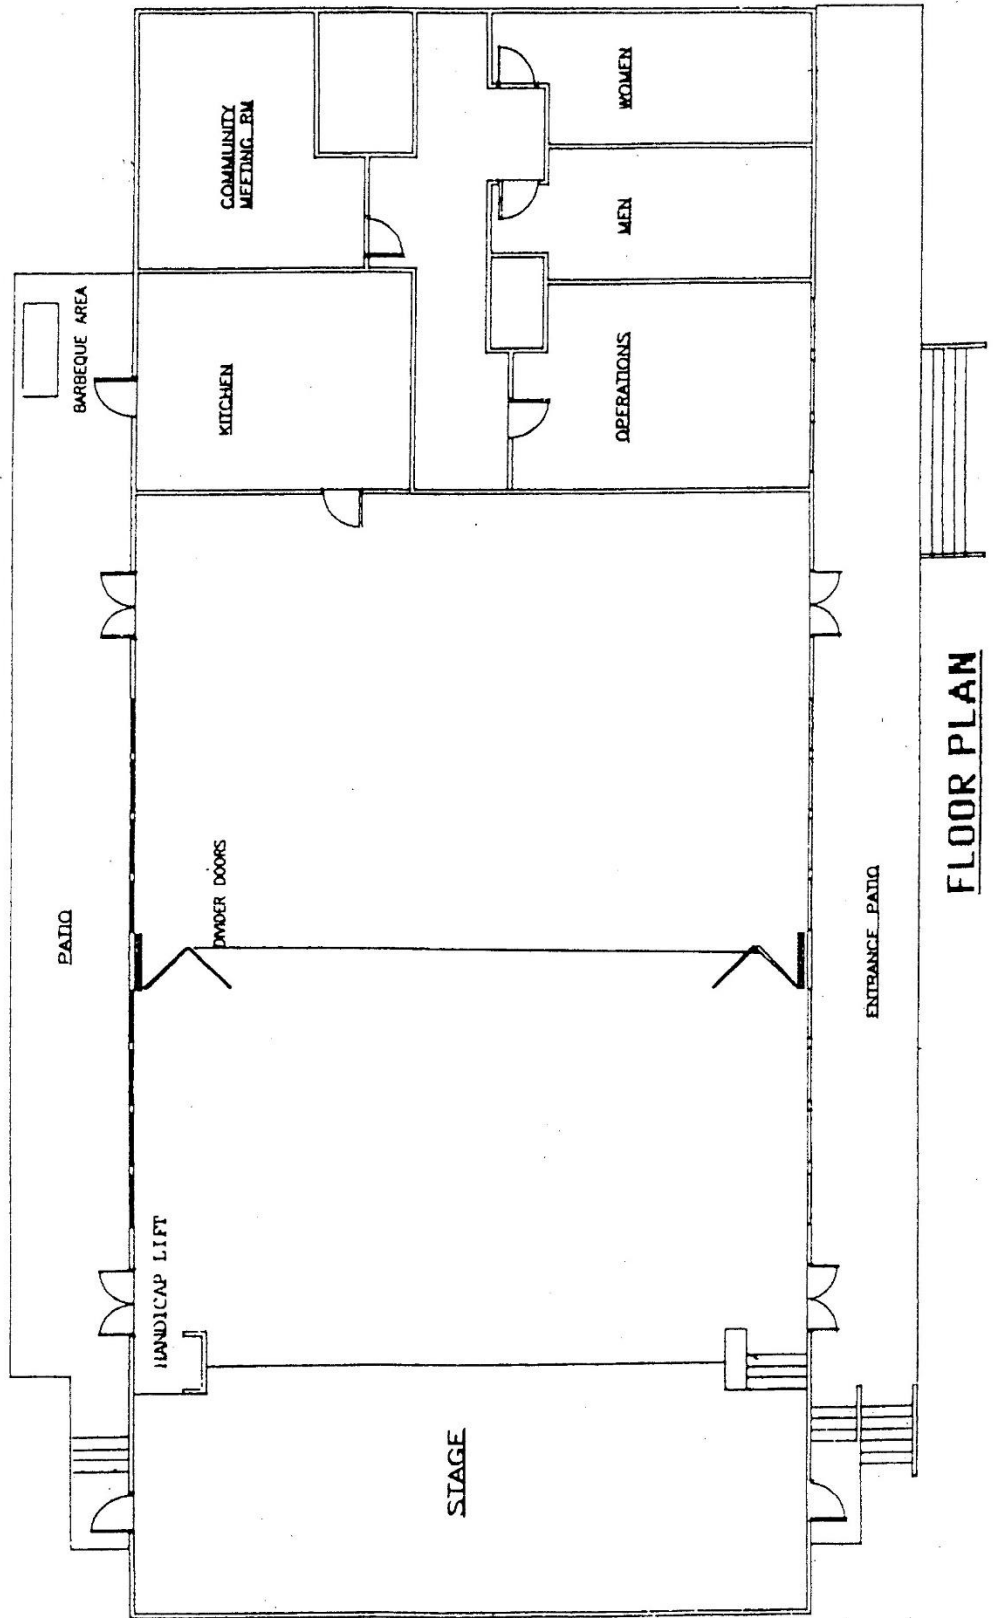 PATIO
BARBEQUE AREA
HANDICAP LIFT
DIVIDER DOORS
KITCHEN
COMMUNITY
MEETING RM
STAGE
OPERATIONS
MEN
WOMEN
ENTRANCE PATIO
FLOOR PLAN